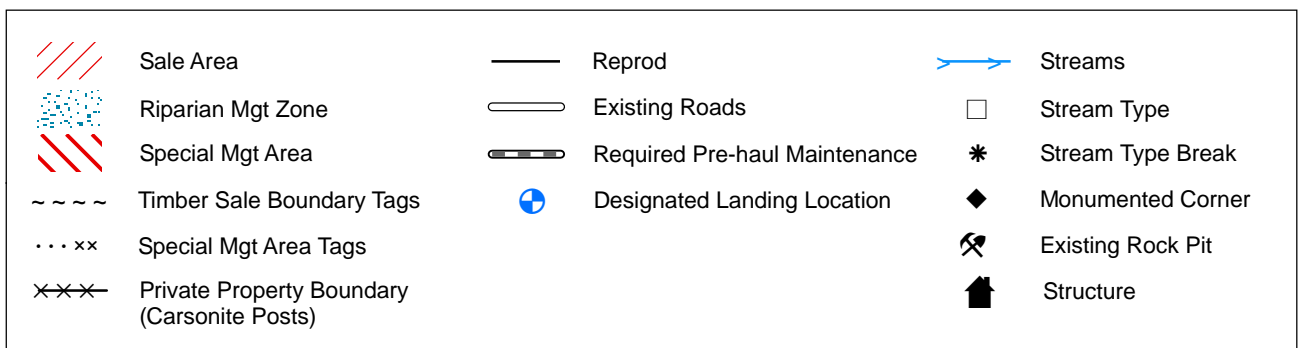 Sale Area
Riparian Mgt Zone
Special Mgt Area
Timber Sale Boundary Tags
Special Mgt Area Tags
Private Property Boundary
(Carsonite Posts)
Reprod
Existing Roads
Required Pre-haul Maintenance
Designated Landing Location
Streams
Stream Type
Stream Type Break
Monumented Corner
Existing Rock Pit
Structure